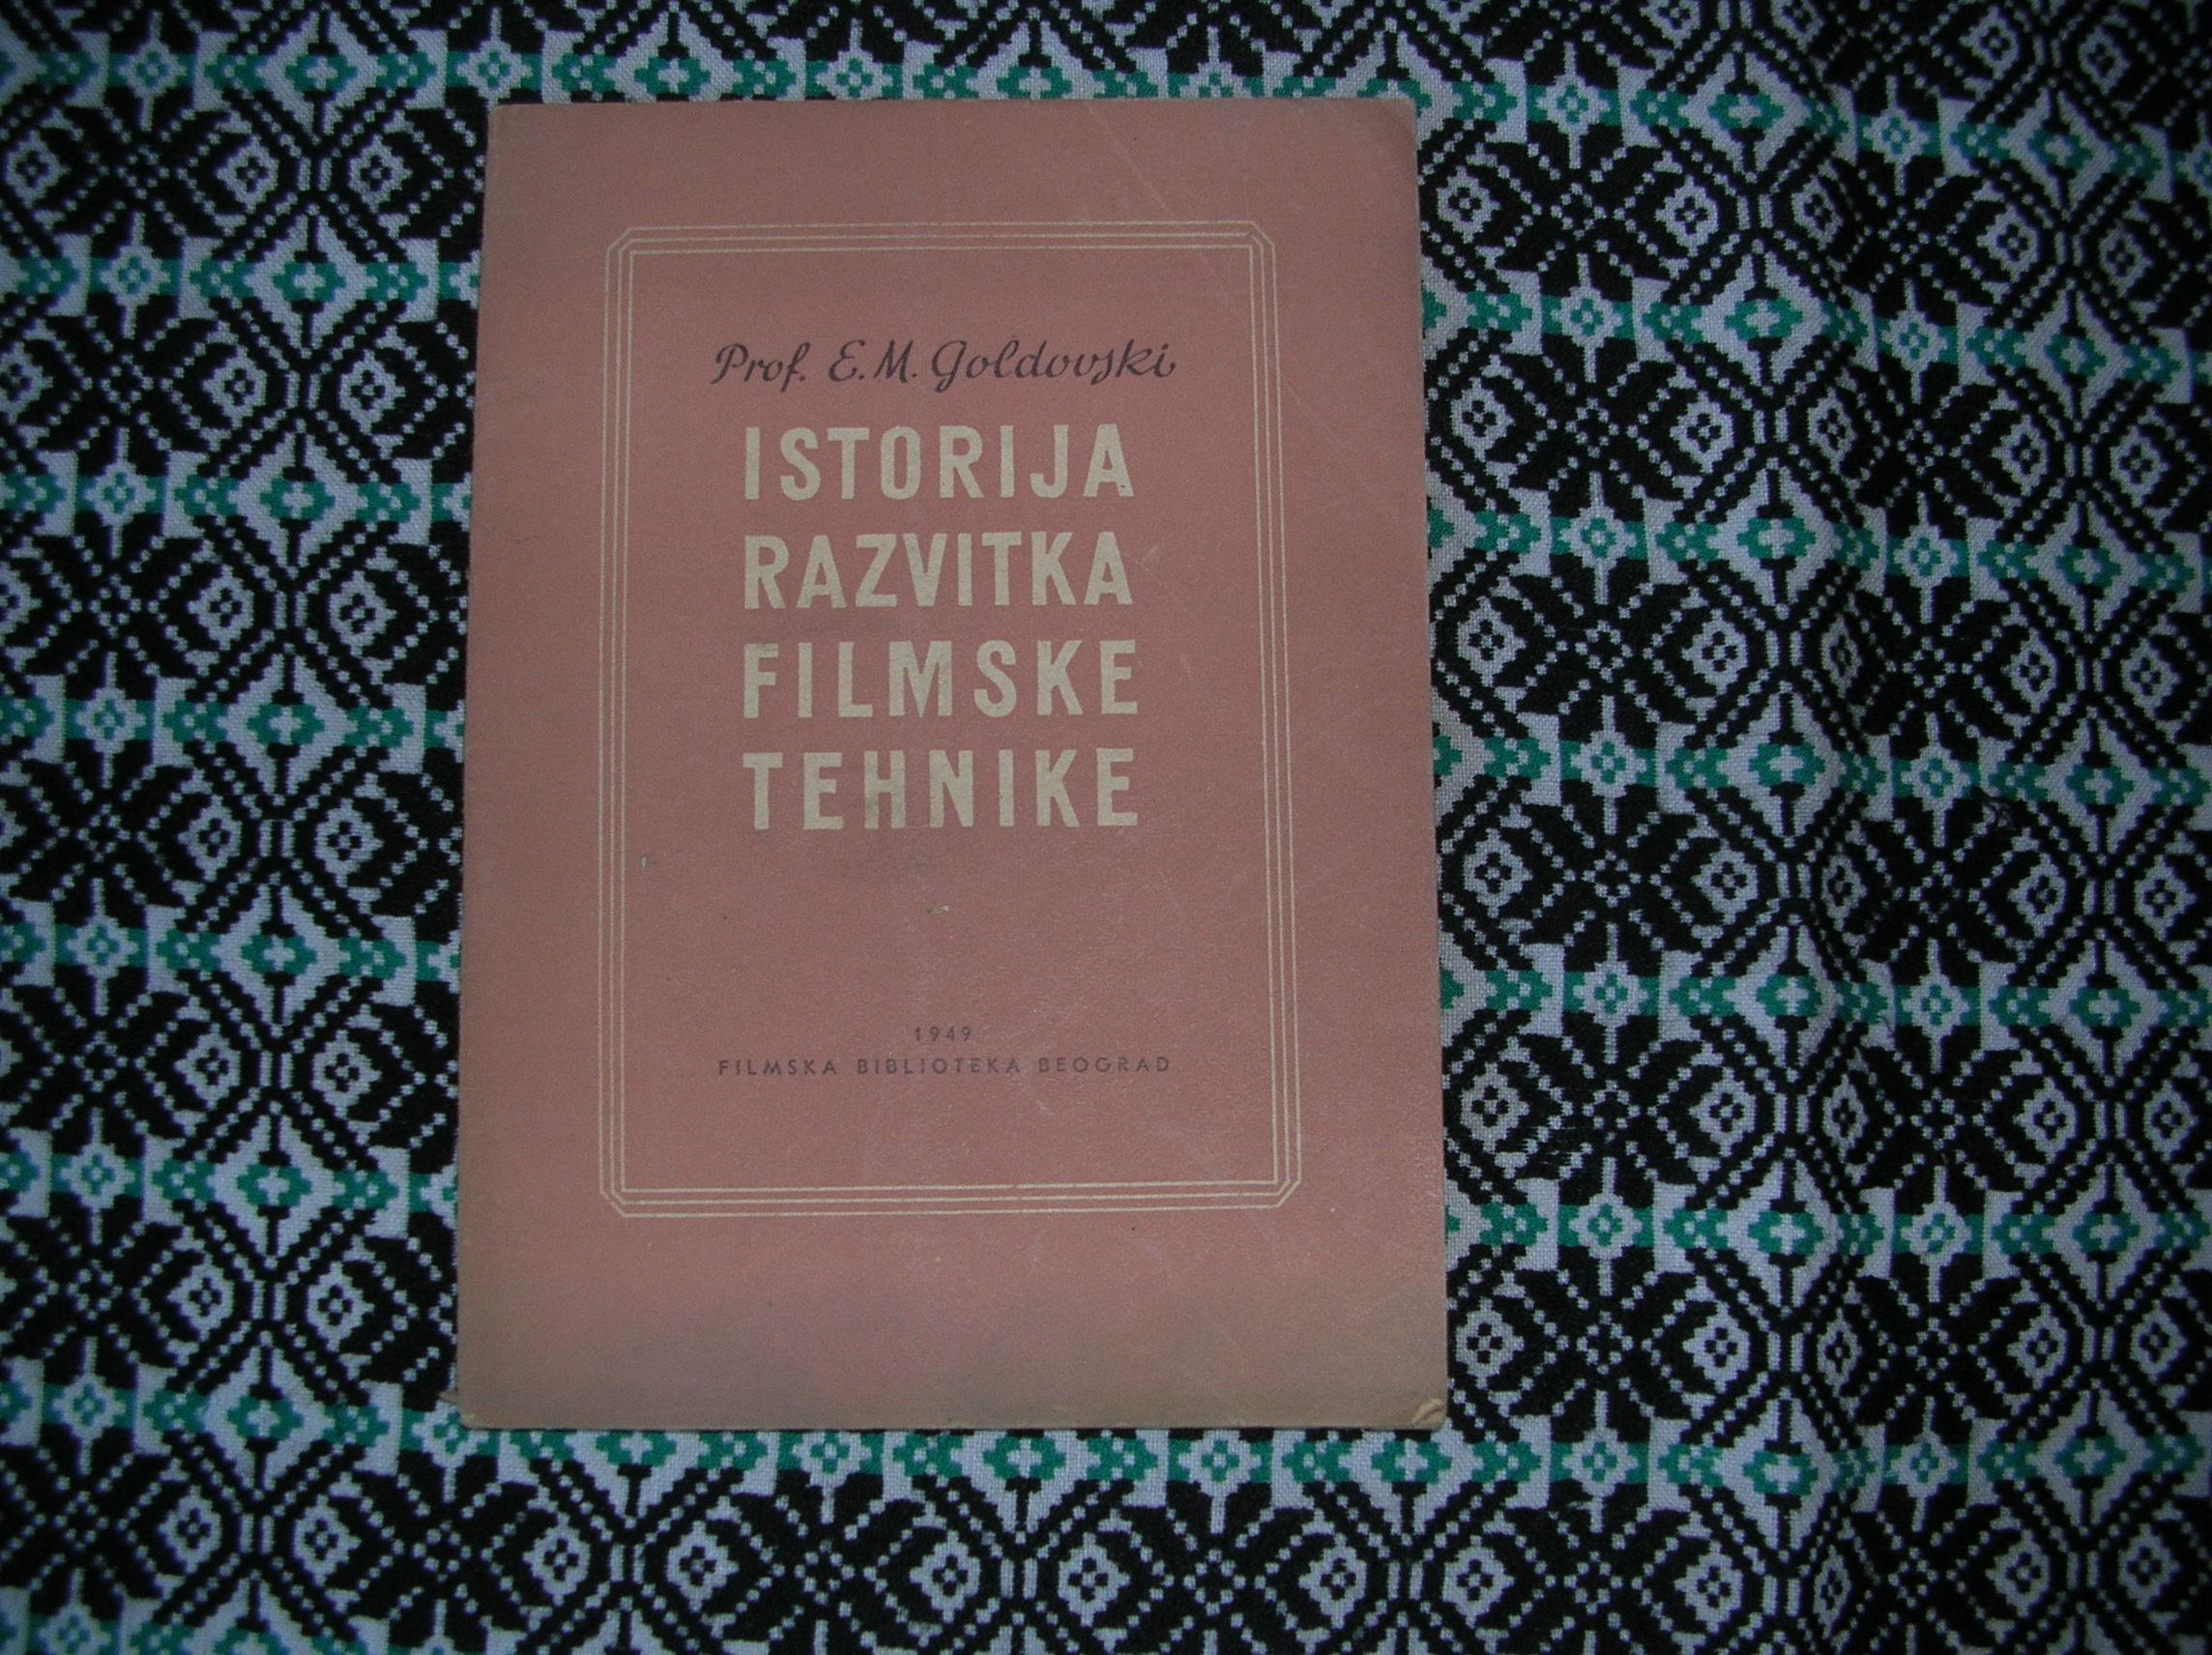 Prof. E. M. Goldovski
ISTORIJA
RAZVITKA
FILMSKE
TEHNIKE
1949
FILMSKA BIBLIOTEKA BEOGRAD